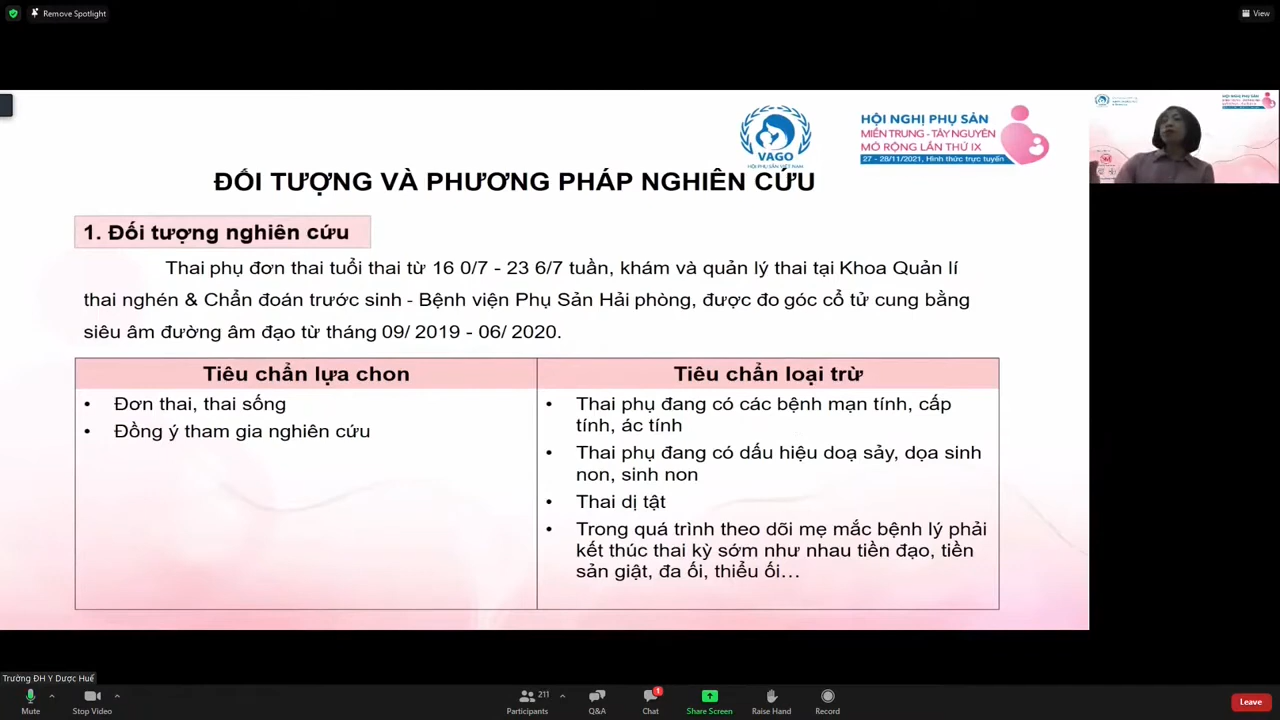 Remove Spotlight
View
VAGO
HỘI PHỤ SẢN VIỆT NAM
HỘI NGHỊ PHỤ SẢN
MIỀN TRUNG - TÂY NGUYÊN
MỞ RỘNG LẦN THỨ IX
27 - 28/11/2021, Hình thức trực tuyến
ĐỐI TƯỢNG VÀ PHƯƠNG PHÁP NGHIÊN CỨU
1. Đối tượng nghiên cứu
Thai phụ đơn thai tuổi thai từ 16 0/7 - 23 6/7 tuần, khám và quản lý thai tại Khoa Quản lí
thai nghén & Chẩn đoán trước sinh - Bệnh viện Phụ Sản Hải phòng, được đo góc cổ tử cung bằng
siêu âm đường âm đạo từ tháng 09/ 2019 - 06/ 2020.
Tiêu chẩn lựa chon
• Đơn thai, thai sống
• Đồng ý tham gia nghiên cứu
Tiêu chẩn loại trừ
• Thai phụ đang có các bệnh mạn tính, cấp
tính, ác tính
• Thai phụ đang có dấu hiệu doạ sảy, dọa sinh
non, sinh non
• Thai dị tật
• Trong quá trình theo dõi mẹ mắc bệnh lý phải
kết thúc thai kỳ sớm như nhau tiền đạo, tiền
sản giật, đa ối, thiểu ối…
Trường ĐH Y Dược Huế
Mute
Stop Video
211
Participants
Q&A
1
Chat
Share Screen
Raise Hand
Record
Leave